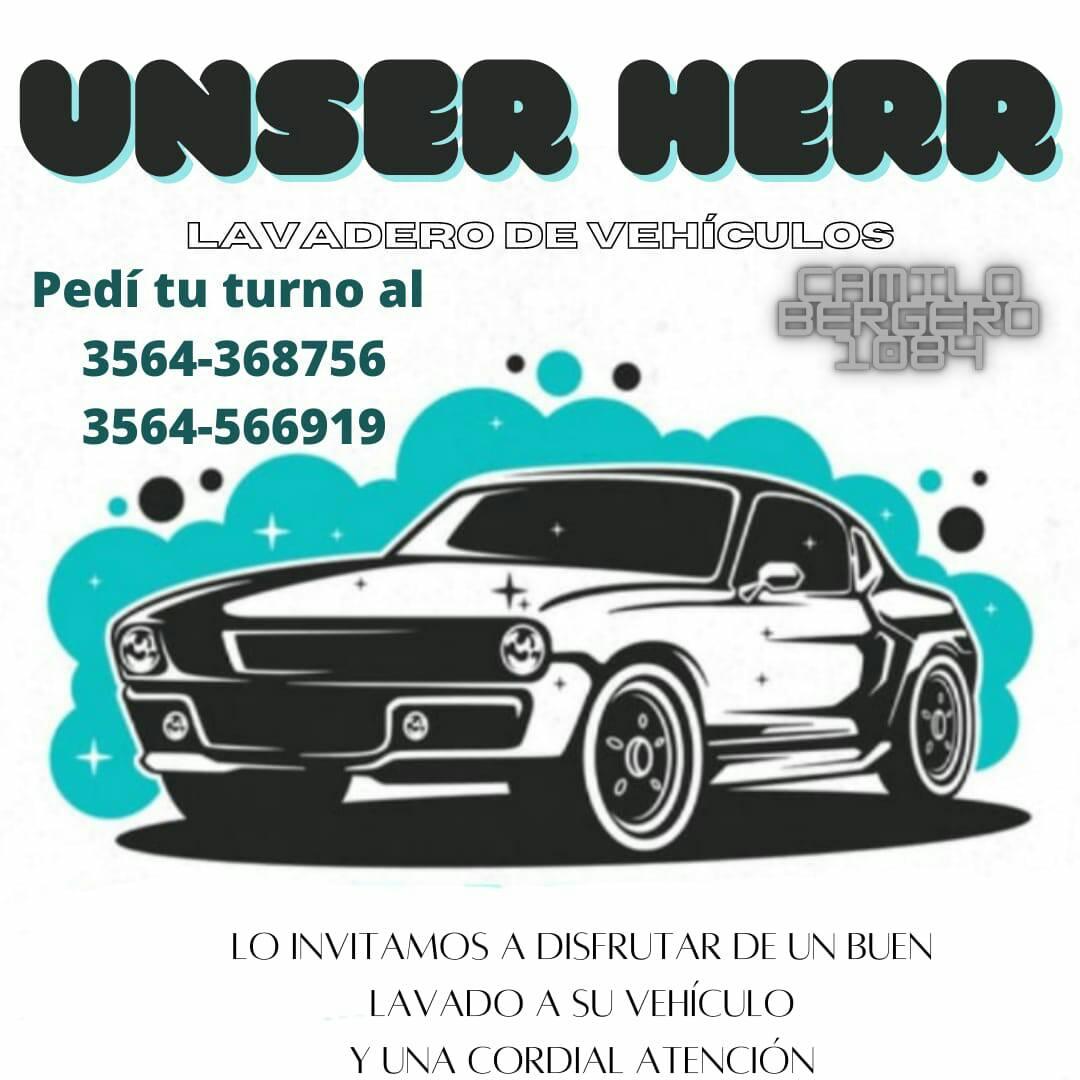 UNSER HERR
LAVADERO DE VEHÍCULOS
Pedí tu turno al
3564-368756
3564-566919
CAMILO
BERGERO
1084
LO INVITAMOS A DISFRUTAR DE UN BUEN
LAVADO A SU VEHÍCULO
Y UNA CORDIAL ATENCIÓN